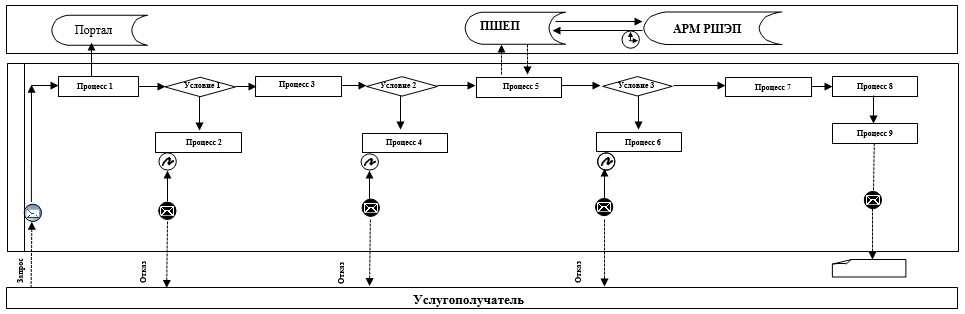 Портал
ПШЕП
АРМ РШЭП
Процесс 1
Условие 1
Процесс 3
Условие 2
Процесс 5
Условие 3
Процесс 7
Процесс 8
Процесс 2
Процесс 4
Процесс 6
Процесс 9
Запрос
Отказ
Отказ
Отказ
Услугополучатель